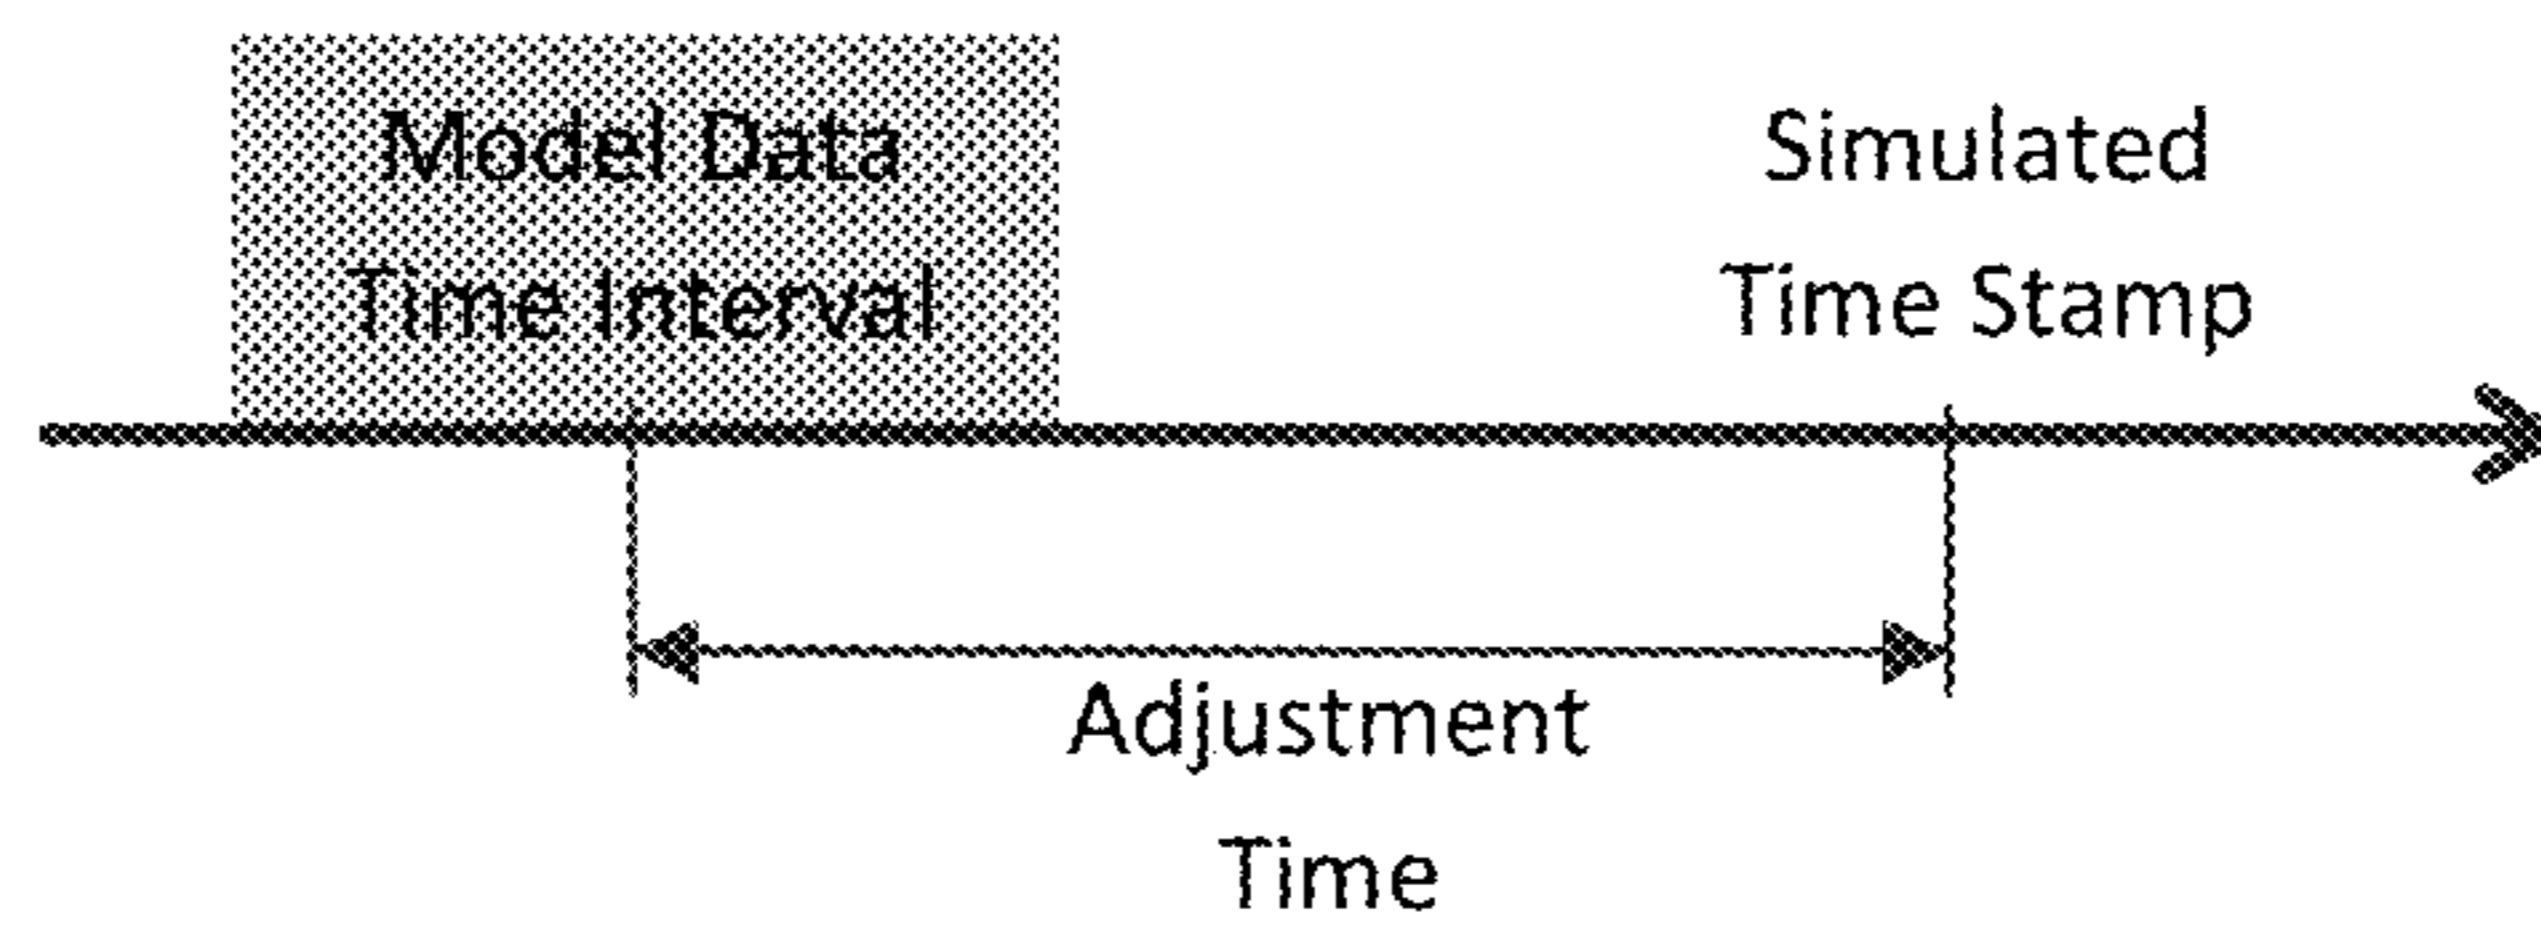 Model Data
Time Interval
Simulated
Time Stamp
Adjustment
Time